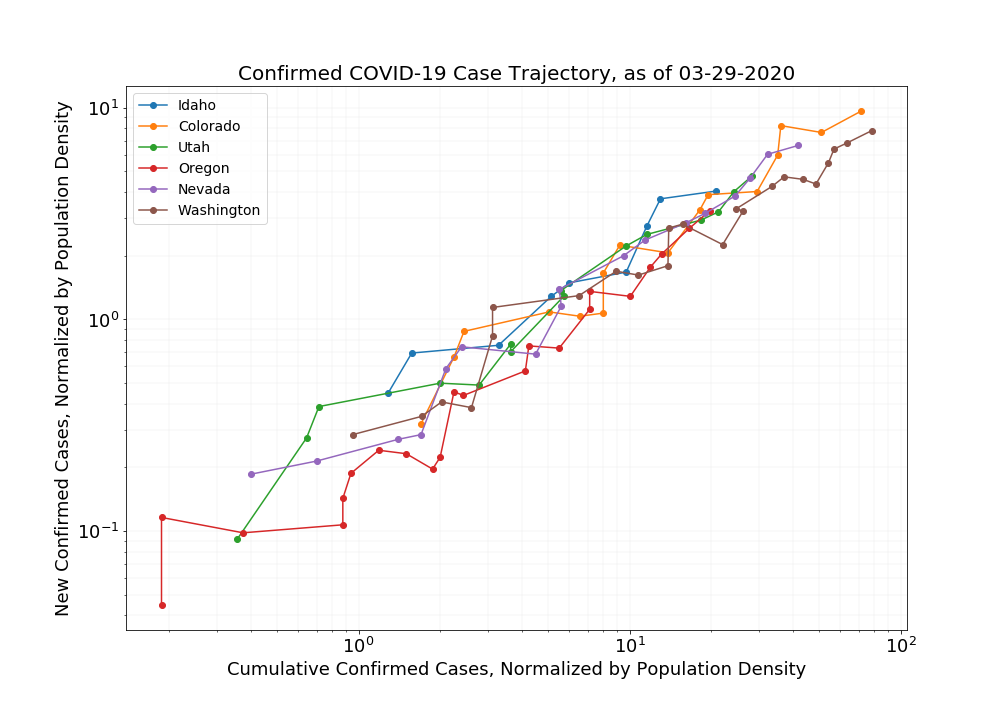 Confirmed COVID-19 Case Trajectory, as of 03-29-2020
New Confirmed Cases, Normalized by Population Density
10¹
10⁰
10⁻¹
Idaho
Colorado
Utah
Oregon
Nevada
Washington
10⁰
10¹
10²
Cumulative Confirmed Cases, Normalized by Population Density